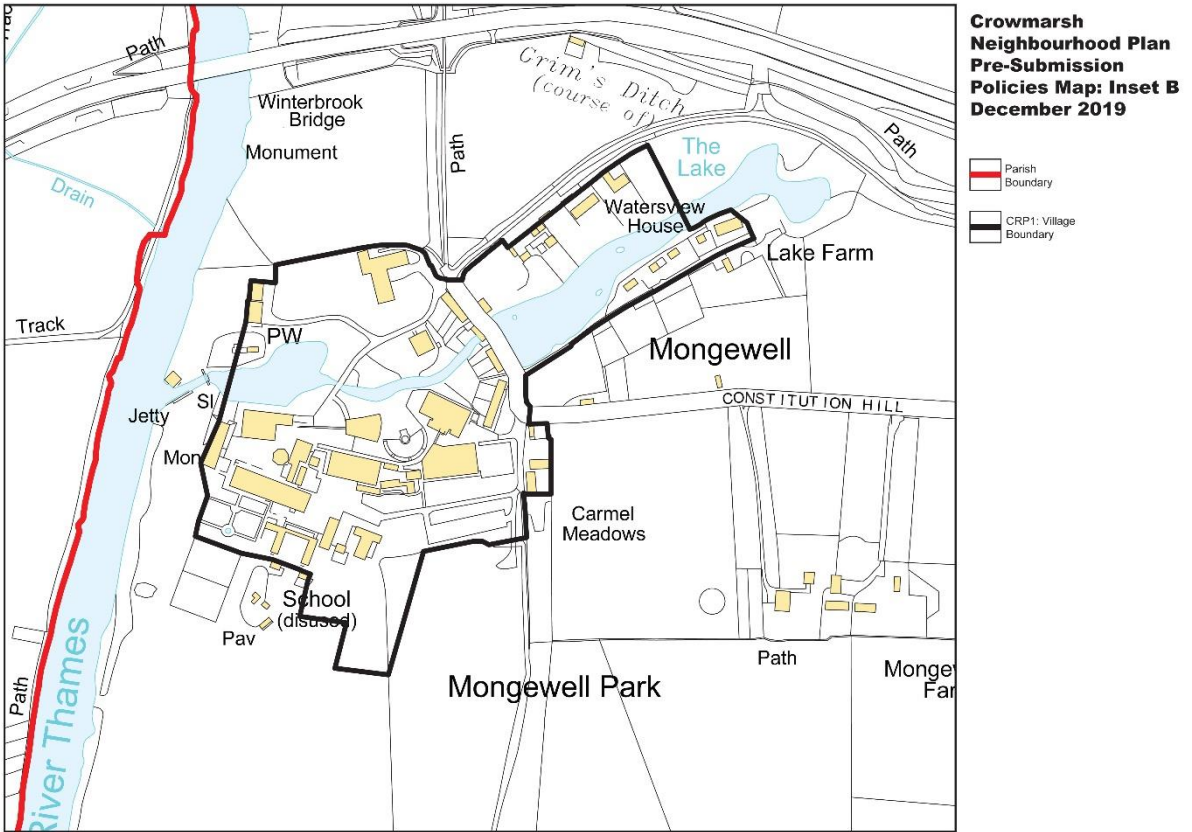 Crowmarsh
Neighbourhood Plan
Pre-Submission
Policies Map: Inset B
December 2019
Parish
Boundary
CRP1: Village
Boundary
Path
Winterbrook
Bridge
Monument
Drain
Path
Grim's Ditch
(course of)
Path
The
Lake
Watersview
House
Lake Farm
Track
PW
Mongewell
CONSTITUTION HILL
Jetty
Sl
Mon
Carmel
Meadows
School
(disused)
Pav
Path
Mongewell Park
Path
River Thames